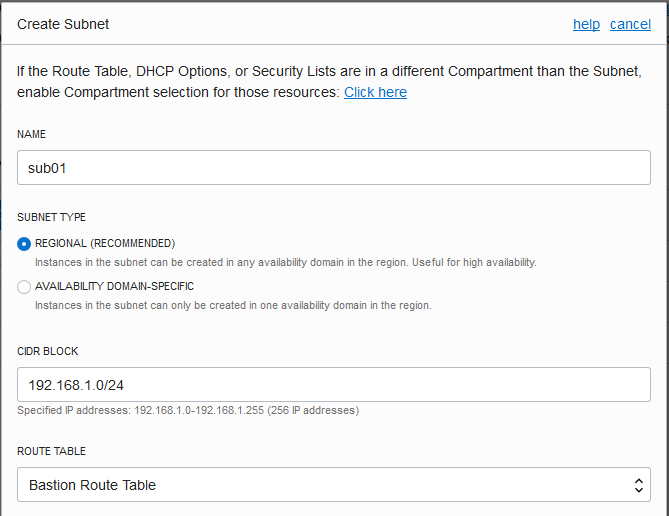 Create Subnet help cancel
If the Route Table, DHCP Options, or Security Lists are in a different Compartment than the Subnet,
enable Compartment selection for those resources: Click here
NAME
sub01
SUBNET TYPE
REGIONAL (RECOMMENDED)
Instances in the subnet can be created in any availability domain in the region. Useful for high availability.
AVAILABILITY DOMAIN-SPECIFIC
Instances in the subnet can only be created in one availability domain in the region.
CIDR BLOCK
192.168.1.0/24
Specified IP addresses: 192.168.1.0-192.168.1.255 (256 IP addresses)
ROUTE TABLE
Bastion Route Table